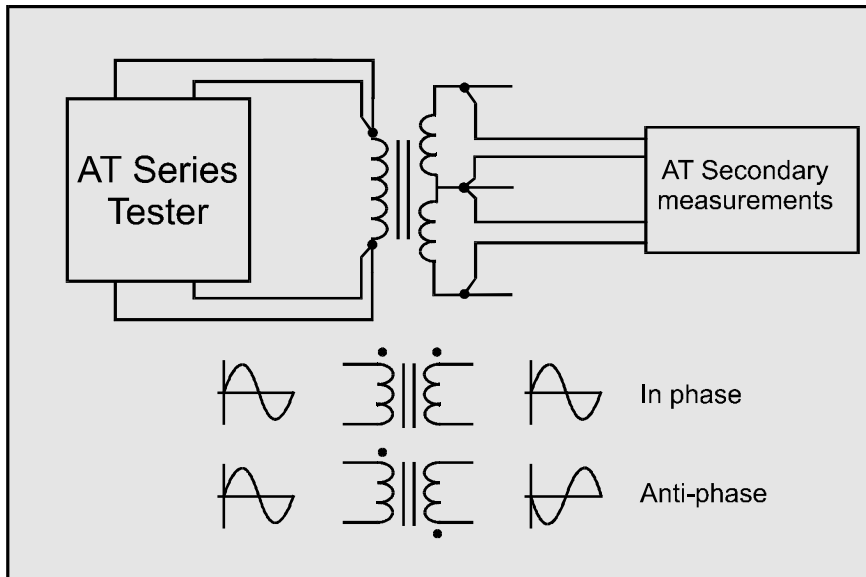 AT Series
Tester
AT Secondary
measurements
In phase
Anti-phase